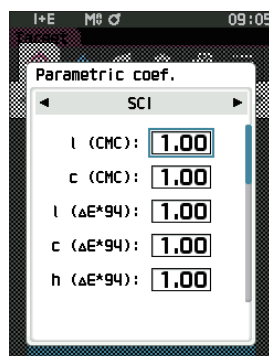 I+E M⁰ ♂ 09:05
Target
Parametric coef.
◄ SCI ►
l (CMC): 1.00
c (CMC): 1.00
l (ΔE*94): 1.00
c (ΔE*94): 1.00
h (ΔE*94): 1.00